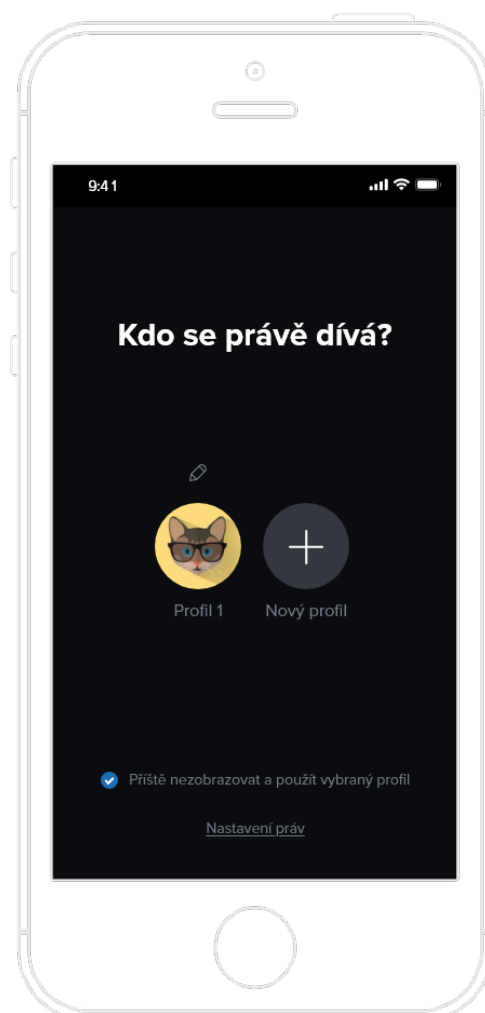 9:41
Kdo se právě dívá?
Profil 1
Nový profil
Příště nezobrazovat a použít vybraný profil
Nastavení práv